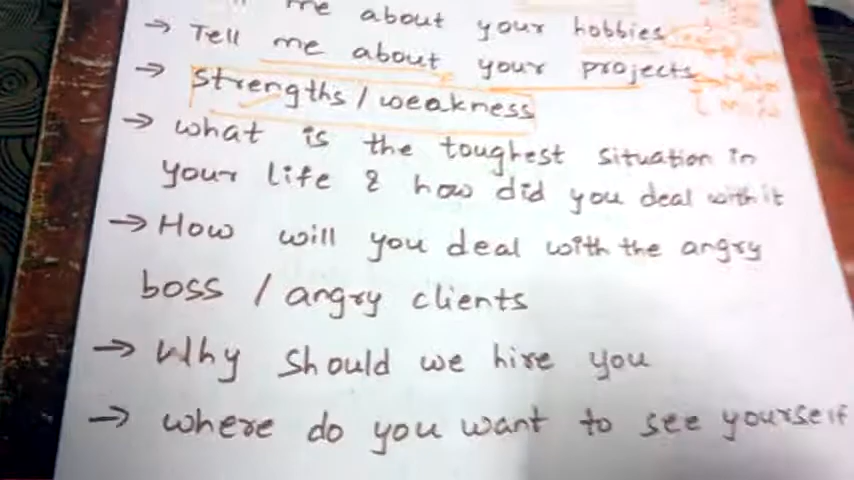 me about your hobbies
→ Tell me about your projects
→ strengths / weakness
→ what is the toughest situation in
your life & how did you deal with it
→ How will you deal with the angry
boss / angry clients
→ Why should we hire you
→ where do you want to see yourself